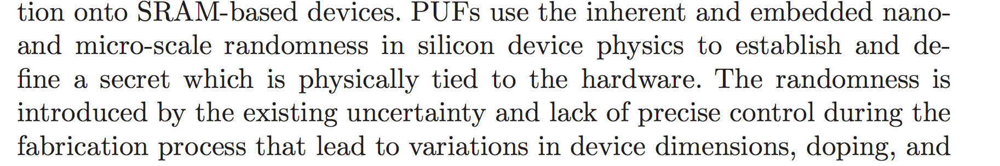 tion onto SRAM-based devices. PUFs use the inherent and embedded nano-
and micro-scale randomness in silicon device physics to establish and de-
fine a secret which is physically tied to the hardware. The randomness is
introduced by the existing uncertainty and lack of precise control during the
fabrication process that lead to variations in device dimensions, doping, and